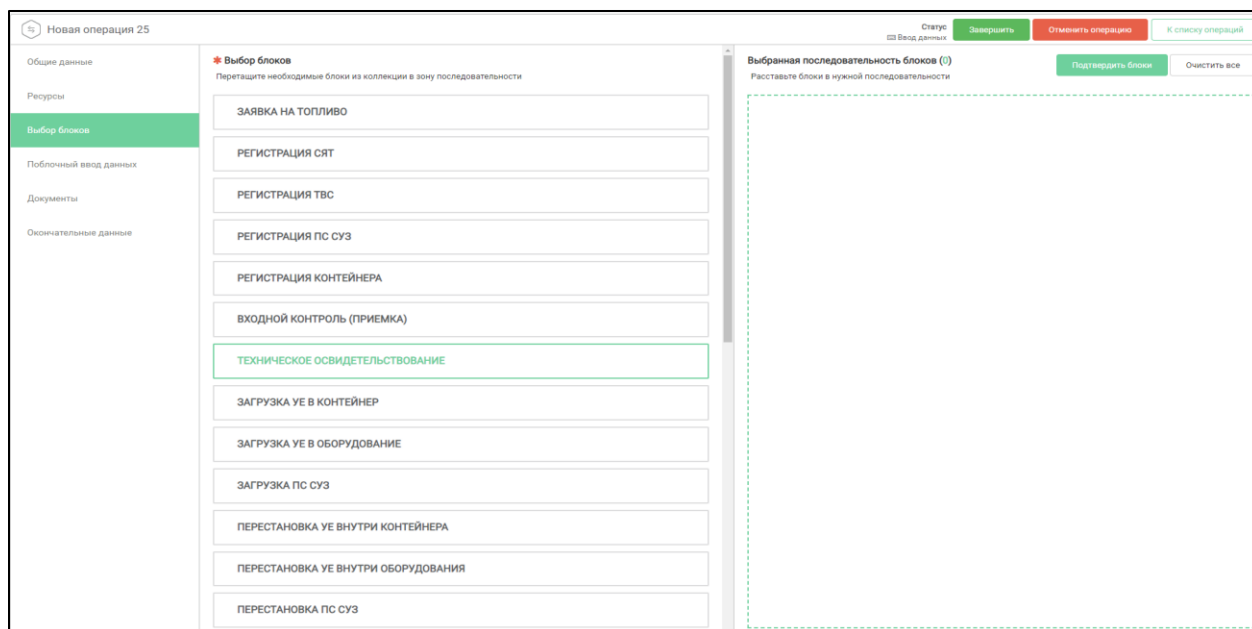 Новая операция 25
Статус
Ввод данных
Завершить
Отменить операцию
К списку операций
Общие данные
Ресурсы
Выбор блоков
Поблочный ввод данных
Документы
Окончательные данные
* Выбор блоков
Перетащите необходимые блоки из коллекции в зону последовательности
ЗАЯВКА НА ТОПЛИВО
РЕГИСТРАЦИЯ СЯТ
РЕГИСТРАЦИЯ ТВС
РЕГИСТРАЦИЯ ПС СУЗ
РЕГИСТРАЦИЯ КОНТЕЙНЕРА
ВХОДНОЙ КОНТРОЛЬ (ПРИЕМКА)
ТЕХНИЧЕСКОЕ ОСВИДЕТЕЛЬСТВОВАНИЕ
ЗАГРУЗКА УЕ В КОНТЕЙНЕР
ЗАГРУЗКА УЕ В ОБОРУДОВАНИЕ
ЗАГРУЗКА ПС СУЗ
ПЕРЕСТАНОВКА УЕ ВНУТРИ КОНТЕЙНЕРА
ПЕРЕСТАНОВКА УЕ ВНУТРИ ОБОРУДОВАНИЯ
ПЕРЕСТАНОВКА ПС СУЗ
Выбранная последовательность блоков (0)
Расставьте блоки в нужной последовательности
Подтвердить блоки
Очистить все